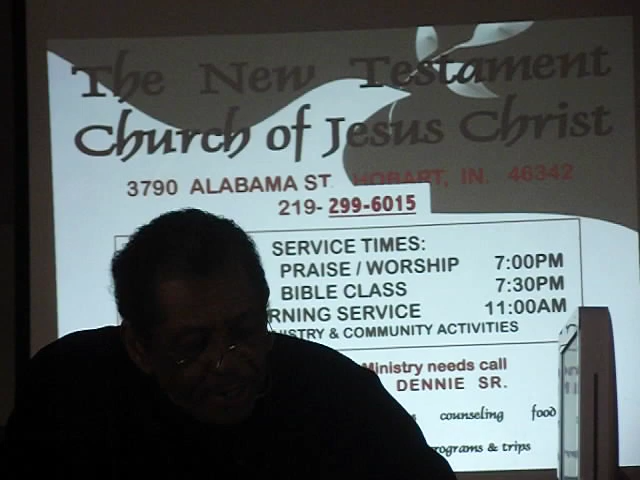 The New Testament
Church of Jesus Christ
3790 ALABAMA ST. HOBART, IN. 46342
219-299-6015
SERVICE TIMES:
PRAISE / WORSHIP 7:00PM
BIBLE CLASS 7:30PM
RNING SERVICE 11:00AM
ISTRY & COMMUNITY ACTIVITIES
Ministry needs call
DENNIE SR.
counseling food
rograms & trips